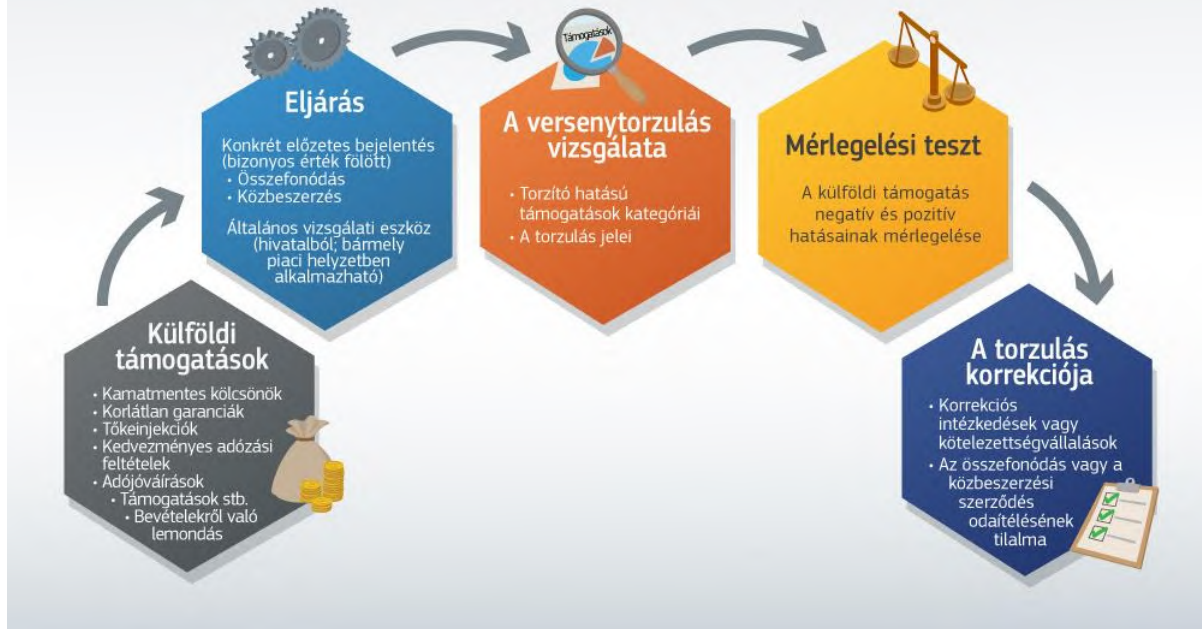 Külföldi
támogatások
• Kamatmentes kölcsönök
• Korlátlan garanciák
• Tőkeinjekciók
• Kedvezményes adózási
feltételek
• Adójóváírások
• Támogatások stb.
• Bevételekről való
lemondás
Eljárás
Konkrét előzetes bejelentés
(bizonyos érték fölött)
• Összefonódás
• Közbeszerzés
Általános vizsgálati eszköz
(hivatalból; bármely
piaci helyzetben
alkalmazható)
Támogatások
A versenytorzulás
vizsgálata
• Torzító hatású
támogatások kategóriái
• A torzulás jelei
Mérlegelési teszt
A külföldi támogatás
negatív és pozitív
hatásainak mérlegelése
A torzulás
korrekciója
• Korrekciós
intézkedések vagy
kötelezettségvállalások
• Az összefonódás vagy a
közbeszerzési
szerződés
odaítélésének
tilalma